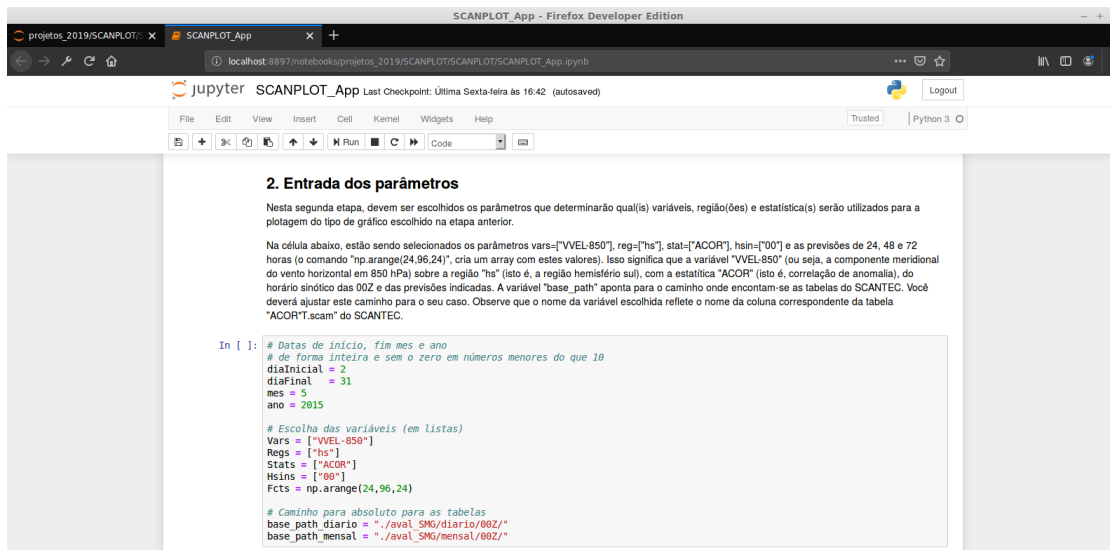 SCANPLOT_App - Firefox Developer Edition
projetos_2019/SCANPLOT/S
SCANPLOT_App
localhost:8897/notebooks/projetos_2019/SCANPLOT/SCANPLOT/SCANPLOT_App.ipynb
jupyter SCANPLOT_App Last Checkpoint: Última Sexta-feira às 16:42 (autosaved)
Logout
File Edit View Insert Cell Kernel Widgets Help
Trusted
Python 3
Run
Code
2. Entrada dos parâmetros
Nesta segunda etapa, devem ser escolhidos os parâmetros que determinarão qual(is) variáveis, região(ões) e estatística(s) serão utilizados para a
plotagem do tipo de gráfico escolhido na etapa anterior.
Na célula abaixo, estão sendo selecionados os parâmetros vars=["VVEL-850"], reg=["hs"], stat=["ACOR"], hsin=["00"] e as previsões de 24, 48 e 72
horas (o comando "np.arange(24,96,24)", cria um array com estes valores). Isso significa que a variável "VVEL-850" (ou seja, a componente meridional
do vento horizontal em 850 hPa) sobre a região "hs" (isto é, a região hemisfério sul), com a estatítica "ACOR" (isto é, correlação de anomalia), do
horário sinótico das 00Z e das previsões indicadas. A variável "base_path" aponta para o caminho onde encontam-se as tabelas do SCANTEC. Você
deverá ajustar este caminho para o seu caso. Observe que o nome da variável escolhida reflete o nome da coluna correspondente da tabela
"ACOR*T.scam" do SCANTEC.
In [ ]:
# Datas de início, fim mes e ano
# de forma inteira e sem o zero em números menores do que 10
diaInicial = 2
diaFinal   = 31
mes = 5
ano = 2015
# Escolha das variáveis (em listas)
Vars = ["VVEL-850"]
Regs = ["hs"]
Stats = ["ACOR"]
Hsins = ["00"]
Fcts = np.arange(24,96,24)
# Caminho para absoluto para as tabelas
base_path_diario = "./aval_SMG/diario/00Z/"
base_path_mensal = "./aval_SMG/mensal/00Z/"